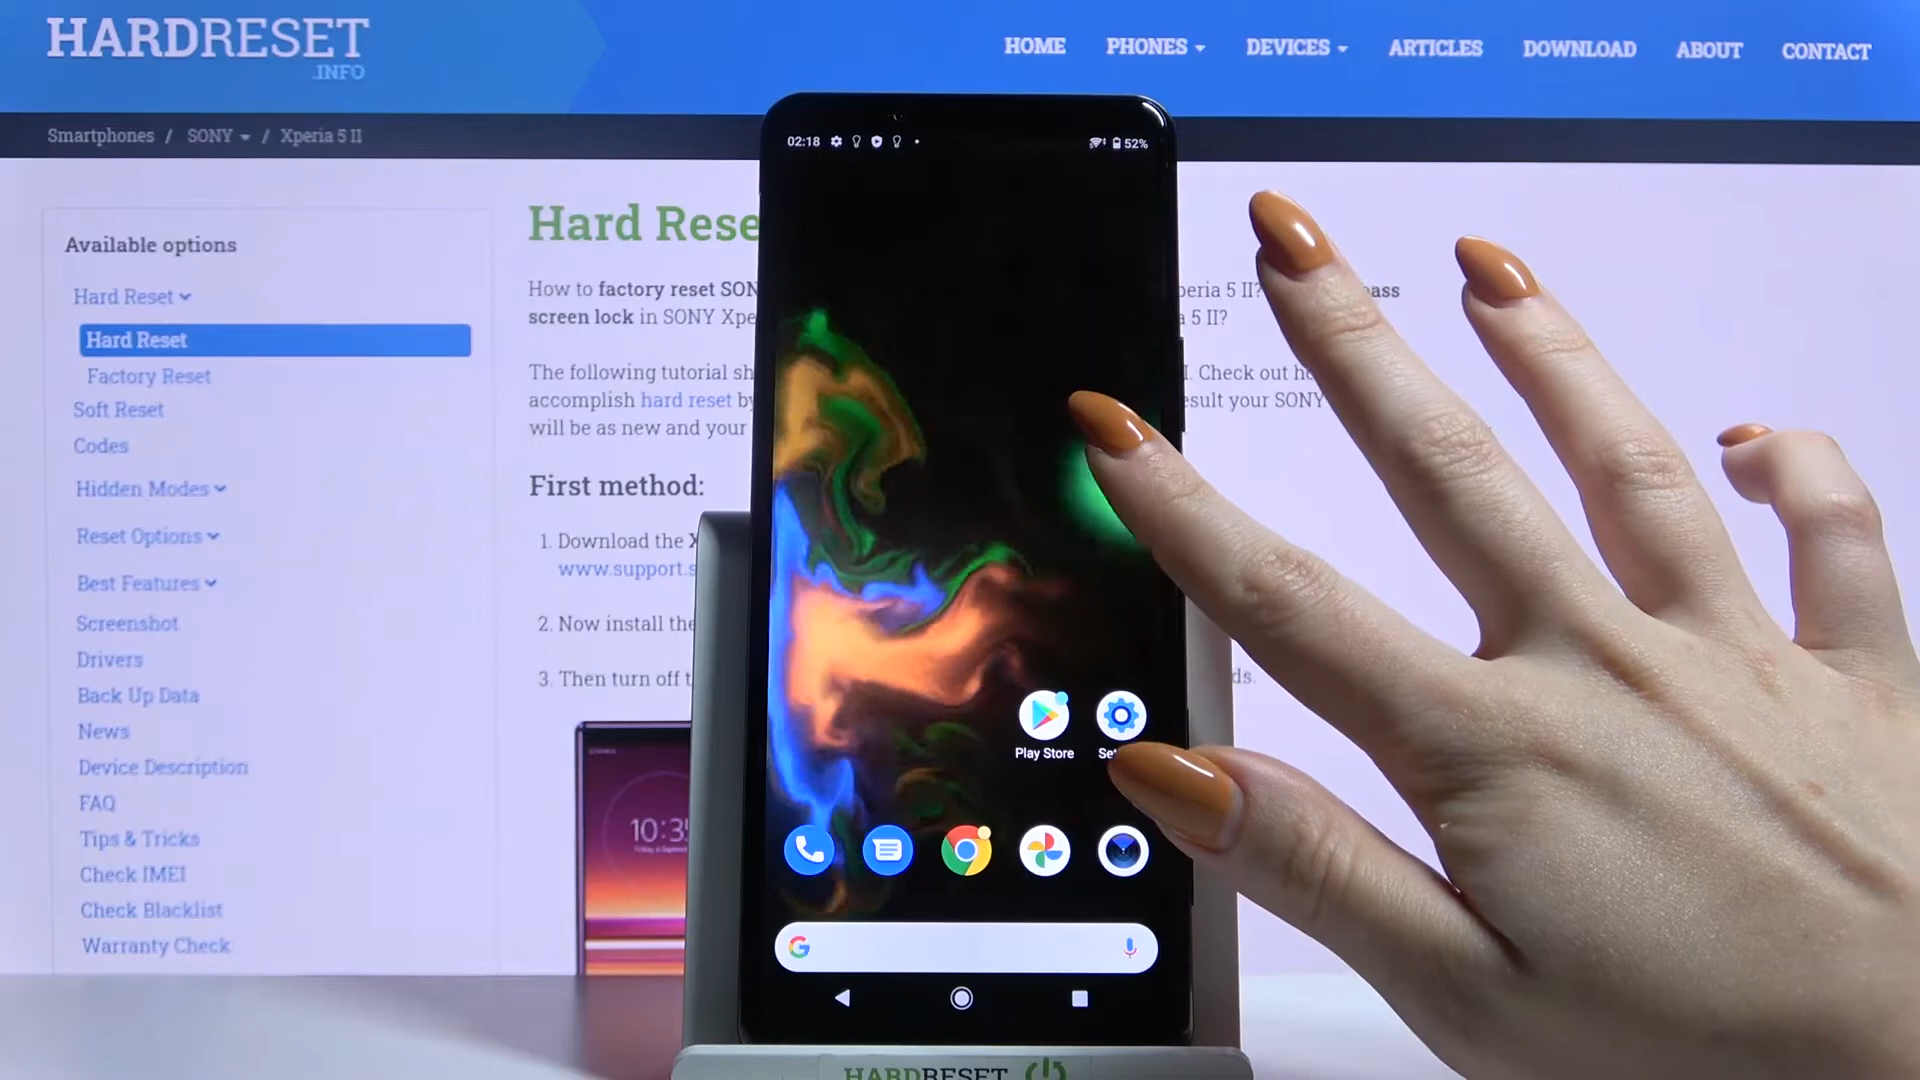 HARDRESET
.INFO
HOME PHONES DEVICES ARTICLES DOWNLOAD ABOUT CONTACT
Smartphones / SONY / Xperia 5 II
Available options
Hard Reset
Hard Reset
Factory Reset
Soft Reset
Codes
Hidden Modes
Reset Options
Best Features
Screenshot
Drivers
Back Up Data
News
Device Description
FAQ
Tips & Tricks
Check IMEI
Check Blacklist
Warranty Check
Hard Rese
How to factory reset SON
peria 5 II? ass
screen lock in SONY Xpe
a 5 II?
The following tutorial sh
I. Check out ho
accomplish hard reset by
esult your SONY
will be as new and your
First method:
1. Download the X
www.support.s
2. Now install the
3. Then turn off t
ds.
10:35
02:18 52%
Play Store Se
G
HARDRESET